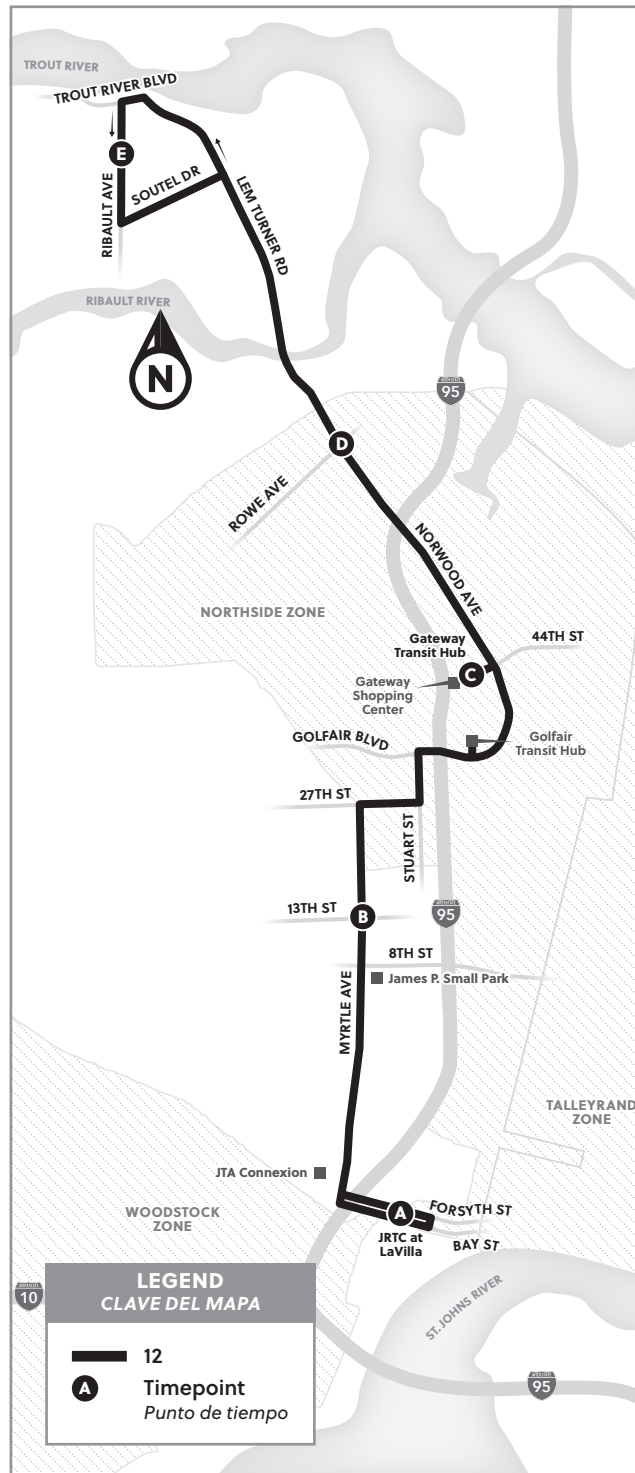 TROUT RIVER
TROUT RIVER BLVD
E
RIBAULT AVE
SOUTEL DR
LEM TURNER RD
RIBAULT RIVER
N
95
D
ROWE AVE
NORWOOD AVE
NORTHSIDE ZONE
44TH ST
Gateway
Transit Hub
C
Gateway
Shopping
Center
GOLFAIR BLVD
Golfair
Transit Hub
27TH ST
STUART ST
13TH ST
B
95
8TH ST
James P. Small Park
MYRTLE AVE
TALLEYRAND
ZONE
JTA Connexion
WOODSTOCK
ZONE
A
FORSYTH ST
JRTC at
LaVilla
BAY ST
ST. JOHNS RIVER
10
95
LEGEND
CLAVE DEL MAPA
12
A
Timepoint
Punto de tiempo